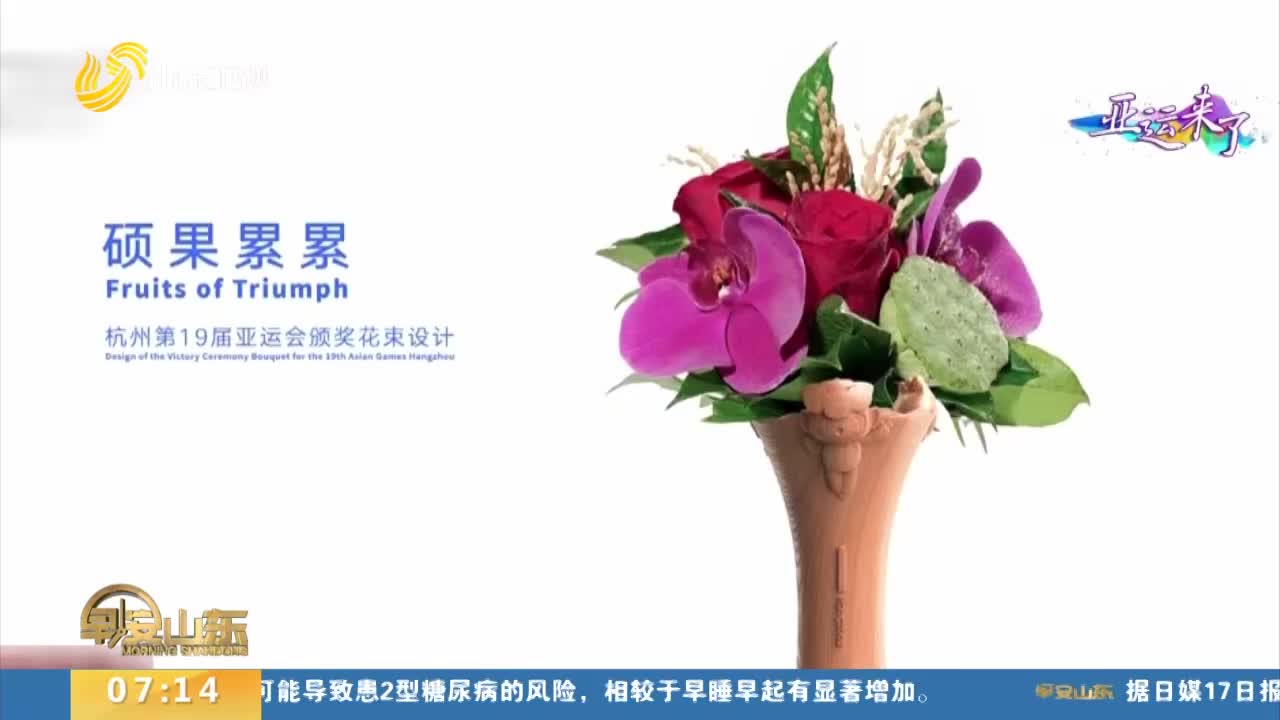 亚运来了
硕果累累
Fruits of Triumph
杭州第19届亚运会颁奖花束设计
Design of the Victory Ceremony Bouquet for the 19th Asian Games Hangzhou
早安山东
MORNING SHANDONG
07:14
可能导致患2型糖尿病的风险，相较于早睡早起有显著增加。 早安山东 据日媒17日报